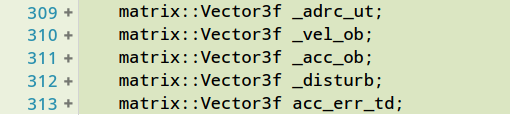 309 + matrix::Vector3f _adrc_ut;
310 + matrix::Vector3f _vel_ob;
311 + matrix::Vector3f _acc_ob;
312 + matrix::Vector3f _disturb;
313 + matrix::Vector3f acc_err_td;